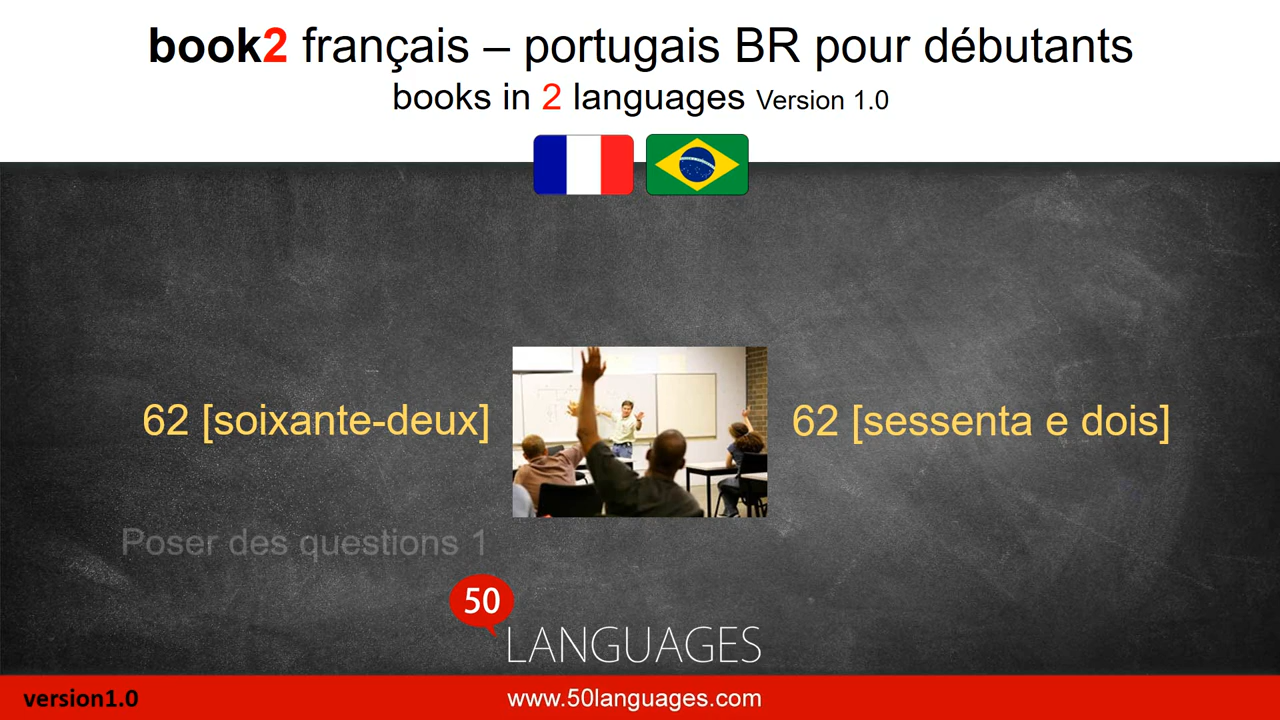 book2 français – portugais BR pour débutants
books in 2 languages Version 1.0
62 [soixante-deux]
62 [sessenta e dois]
Poser des questions 1
50
LANGUAGES
version1.0
www.50languages.com